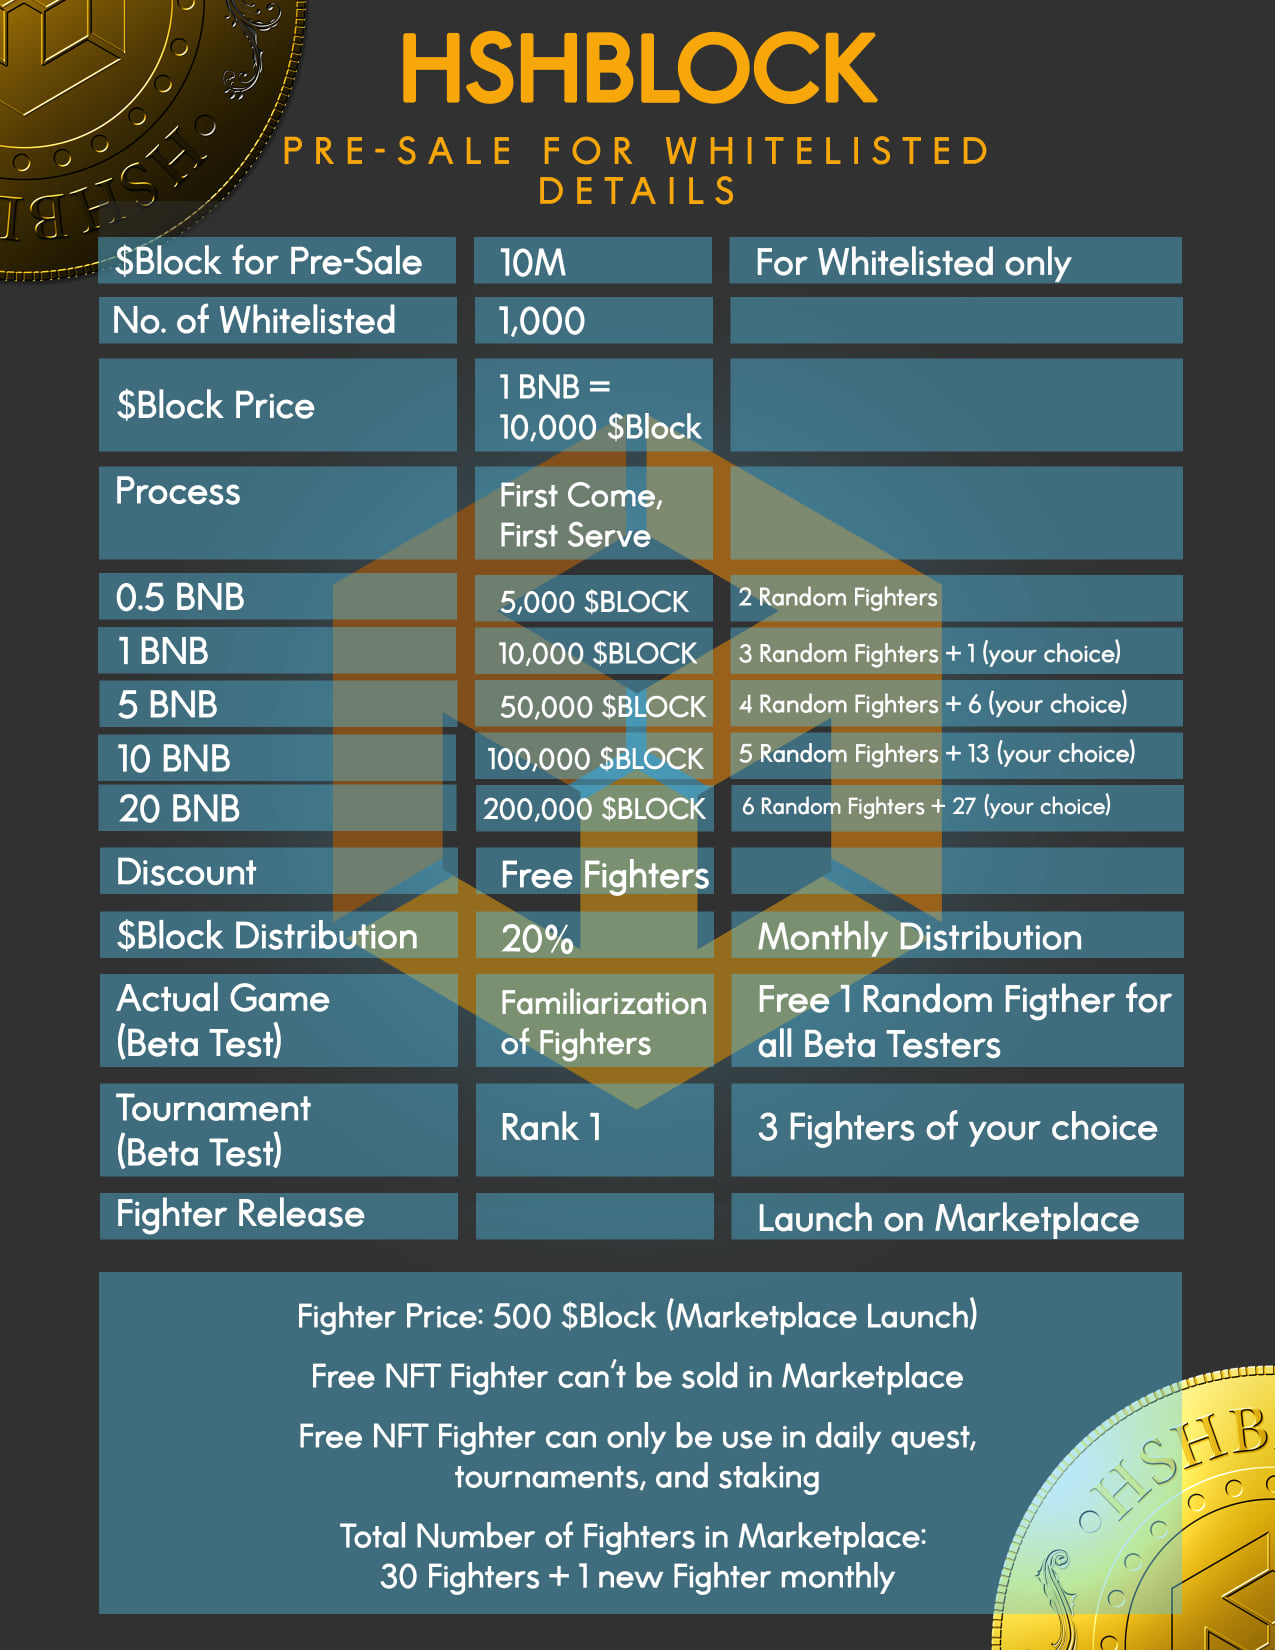 HSHBLOCK
PRE-SALE FOR WHITELISTED
DETAILS
$Block for Pre-Sale 10M For Whitelisted only
No. of Whitelisted 1,000
$Block Price 1 BNB =
10,000 $Block
Process First Come,
First Serve
0.5 BNB 5,000 $BLOCK 2 Random Fighters
1 BNB 10,000 $BLOCK 3 Random Fighters + 1 (your choice)
5 BNB 50,000 $BLOCK 4 Random Fighters + 6 (your choice)
10 BNB 100,000 $BLOCK 5 Random Fighters + 13 (your choice)
20 BNB 200,000 $BLOCK 6 Random Fighters + 27 (your choice)
Discount Free Fighters
$Block Distribution 20% Monthly Distribution
Actual Game Familiarization Free 1 Random Figther for
(Beta Test) of Fighters all Beta Testers
Tournament
(Beta Test) Rank 1 3 Fighters of your choice
Fighter Release Launch on Marketplace
Fighter Price: 500 $Block (Marketplace Launch)
Free NFT Fighter can't be sold in Marketplace
Free NFT Fighter can only be use in daily quest,
tournaments, and staking
Total Number of Fighters in Marketplace:
30 Fighters + 1 new Fighter monthly
HSHB